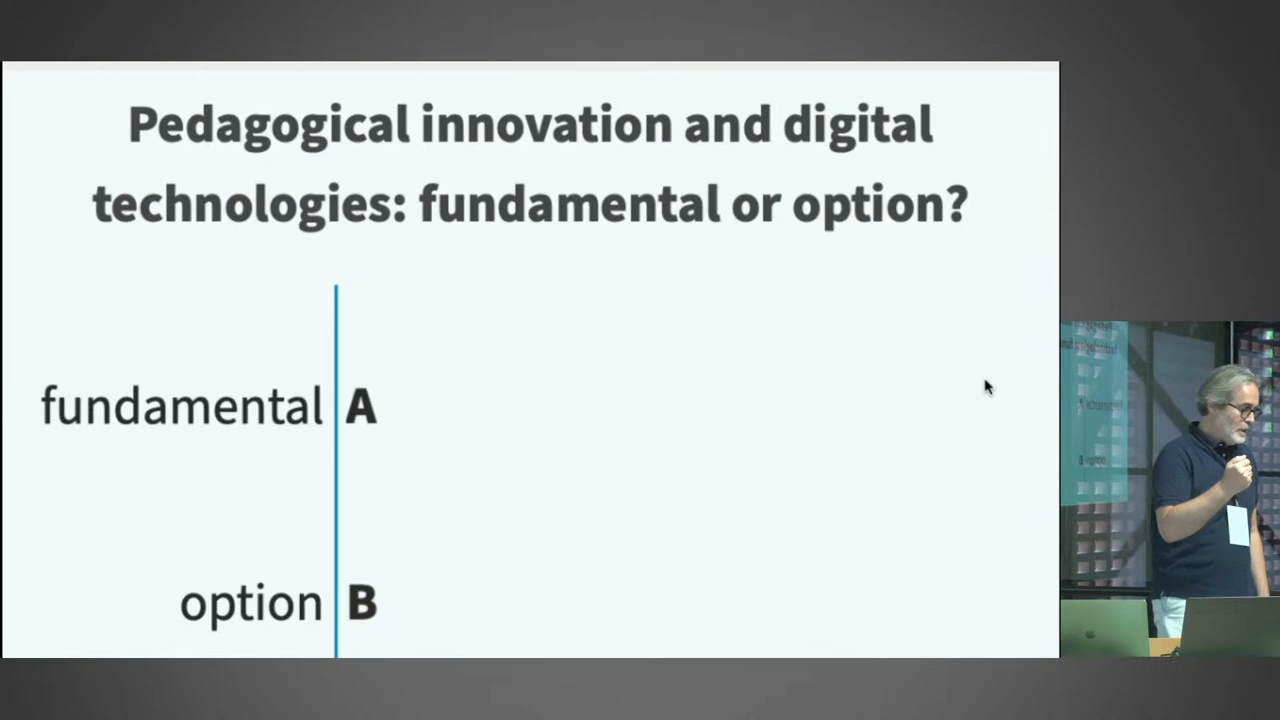 Pedagogical innovation and digital
technologies: fundamental or option?
fundamental A
option B